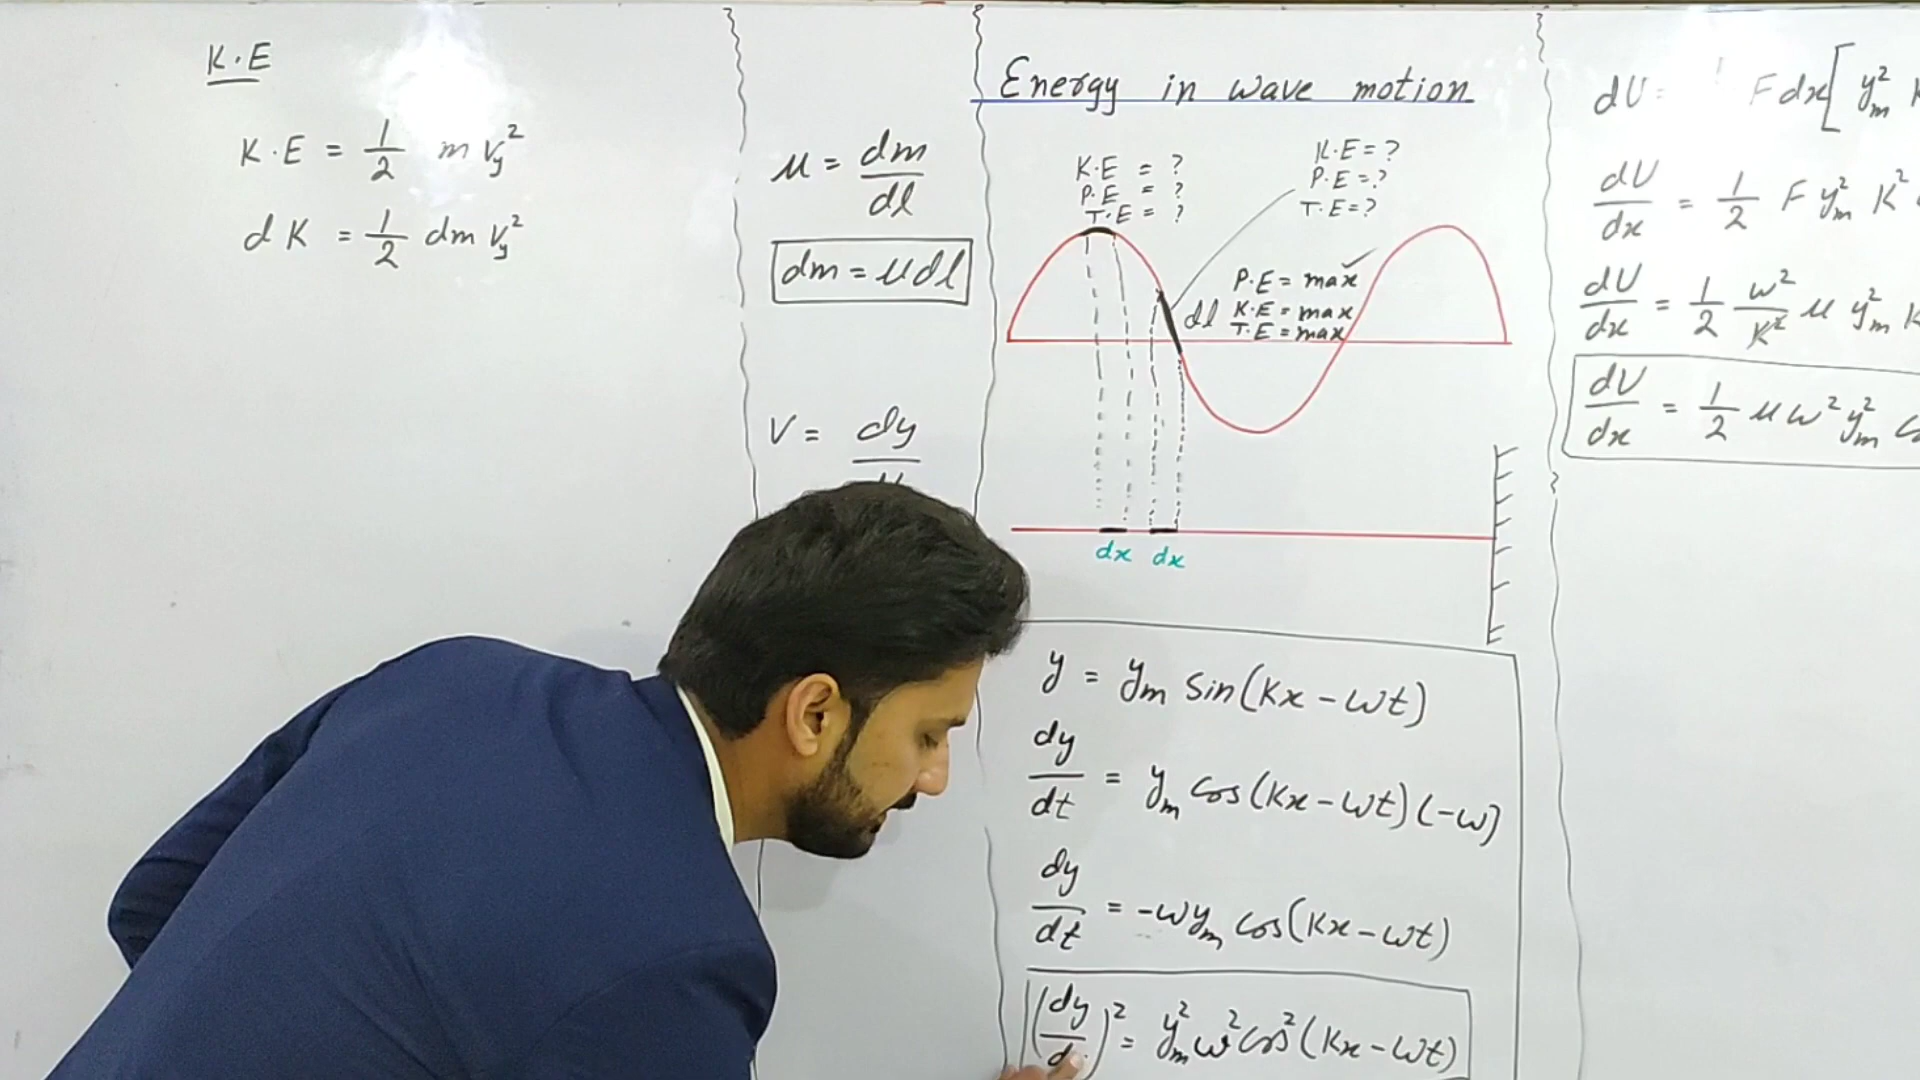 K.E
K.E = 1/2 m v_y^2
dK = 1/2 dm v_y^2
μ = dm/dl
dm = μdl
V = dy/
Energy in wave motion
K.E = ?
P.E = ?
T.E = ?
K.E = ?
P.E = ?
T.E = ?
P.E = max ✓
K.E = max
T.E = max
dl
dx dx
y = y_m Sin(Kx - ωt)
dy/dt = y_m Cos(Kx - ωt)(-ω)
dy/dt = -ωy_m Cos(Kx - ωt)
(dy/d)^2 = y_m^2 ω^2 Cos^2(Kx - ωt)
dU = F dx[y_m^2
dU/dx = 1/2 F y_m^2 K^2
dU/dx = 1/2 ω^2/K^2 μ y_m^2
dU/dx = 1/2 μω^2 y_m^2